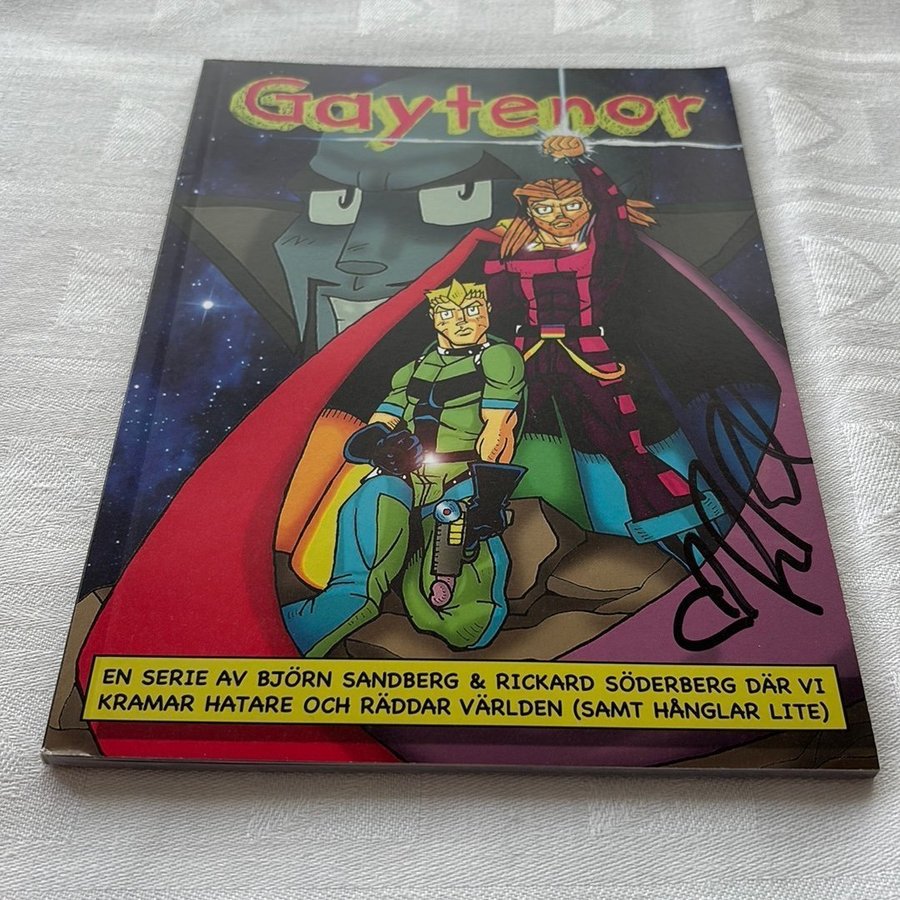 Gaytenor
EN SERIE AV BJÖRN SANDBERG & RICKARD SÖDERBERG DÄR VI
KRAMAR HATARE OCH RÄDDAR VÄRLDEN (SAMT HÅNGLAR LITE)